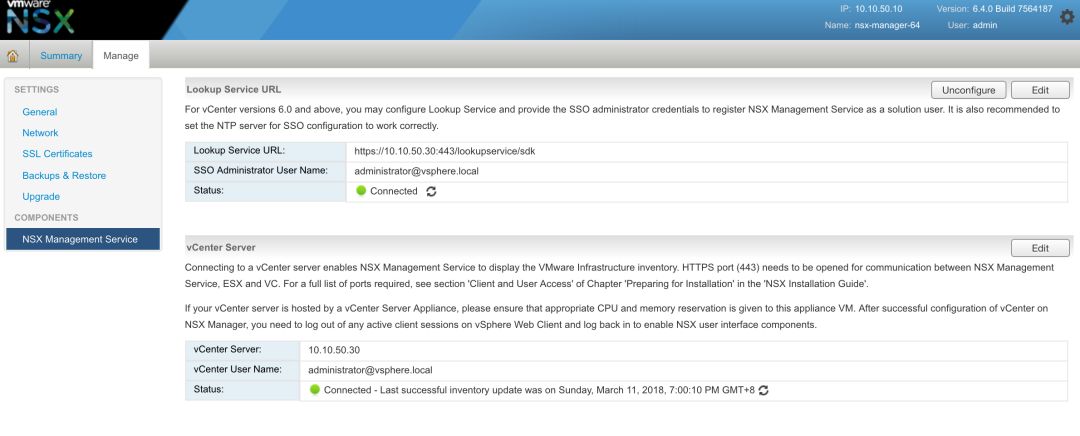 vmware
NSX
IP: 10.10.50.10 Version: 6.4.0 Build 7564187
Name: nsx-manager-64 User: admin
Summary Manage
SETTINGS
General
Network
SSL Certificates
Backups & Restore
Upgrade
COMPONENTS
NSX Management Service
Lookup Service URL Unconfigure Edit
For vCenter versions 6.0 and above, you may configure Lookup Service and provide the SSO administrator credentials to register NSX Management Service as a solution user. It is also recommended to
set the NTP server for SSO configuration to work correctly.
Lookup Service URL: https://10.10.50.30:443/lookupservice/sdk
SSO Administrator User Name: administrator@vsphere.local
Status: Connected
vCenter Server Edit
Connecting to a vCenter server enables NSX Management Service to display the VMware Infrastructure inventory. HTTPS port (443) needs to be opened for communication between NSX Management
Service, ESX and VC. For a full list of ports required, see section 'Client and User Access' of Chapter 'Preparing for Installation' in the 'NSX Installation Guide'.
If your vCenter server is hosted by a vCenter Server Appliance, please ensure that appropriate CPU and memory reservation is given to this appliance VM. After successful configuration of vCenter on
NSX Manager, you need to log out of any active client sessions on vSphere Web Client and log back in to enable NSX user interface components.
vCenter Server: 10.10.50.30
vCenter User Name: administrator@vsphere.local
Status: Connected - Last successful inventory update was on Sunday, March 11, 2018, 7:00:10 PM GMT+8